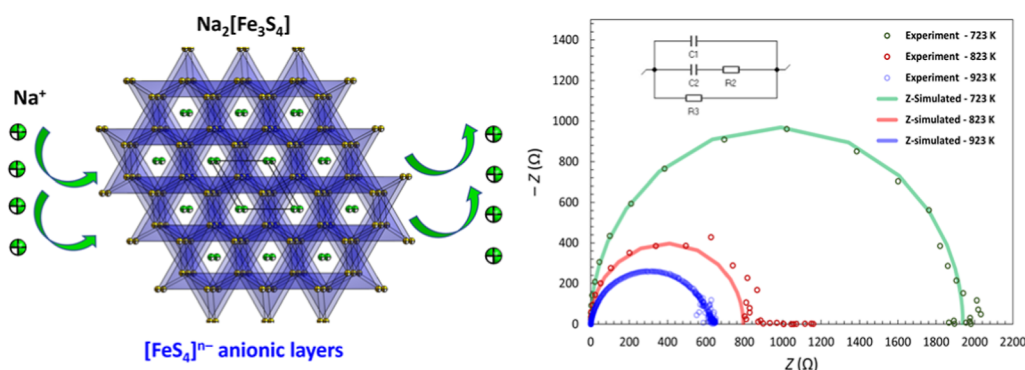 Na₂[Fe₃S₄]
Na⁺
[FeS₄]ⁿ⁻ anionic layers
−1400
1200
1000
800
600
400
200
0
− Z (Ω)
C1
C2
R2
R3
Experiment - 723 K
Experiment - 823 K
Experiment - 923 K
Z-Simulated - 723 K
Z-simulated - 823 K
Z-simulated - 923 K
0 200 400 600 800 1000 1200 1400 1600 1800 2000 2200
Z (Ω)